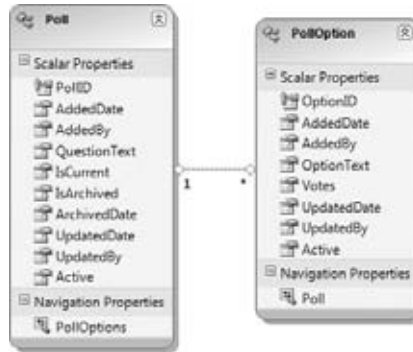 Poll
Scalar Properties
PollID
AddedDate
AddedBy
QuestionText
IsCurrent
IsArchived
ArchivedDate
UpdatedDate
UpdatedBy
Active
Navigation Properties
PollOptions
1
*
PollOption
Scalar Properties
OptionID
AddedDate
AddedBy
OptionText
Votes
UpdatedDate
UpdatedBy
Active
Navigation Properties
Poll